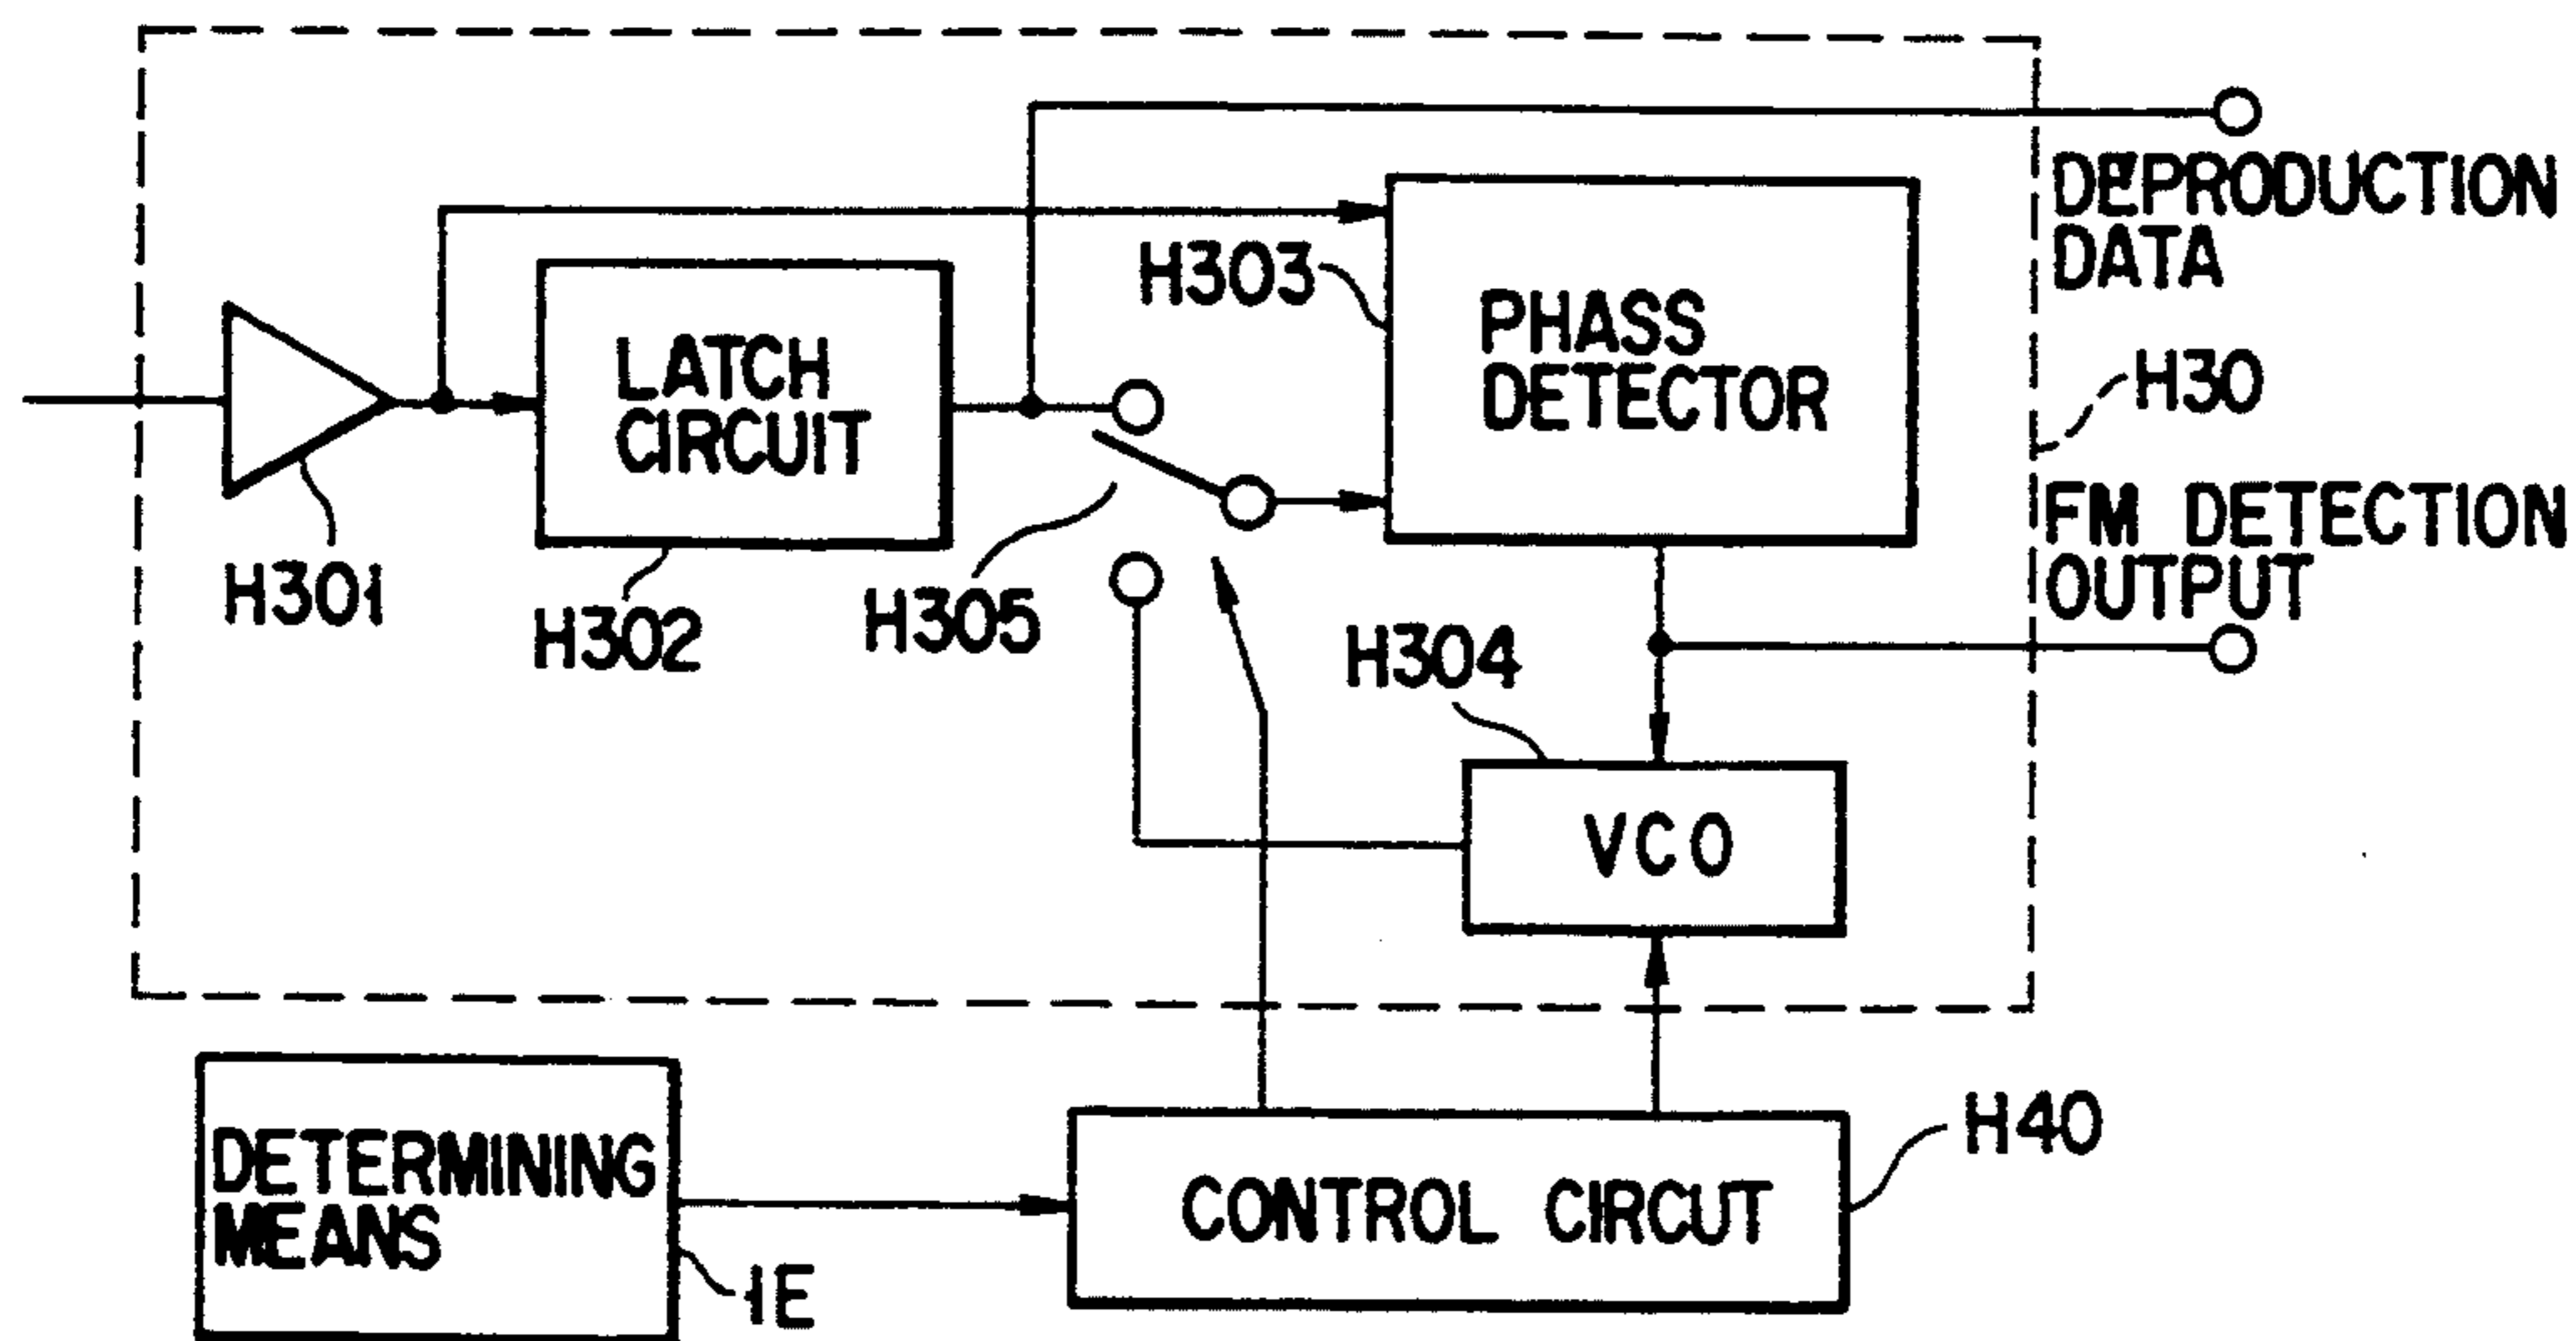 DEPRODUCTION
DATA
H303
PHASS
DETECTOR
LATCH
CIRCUIT
H30
H301
H302
H305
FM DETECTION
OUTPUT
H304
VCO
H40
DETERMINING
MEANS
CONTROL CIRCUT
1E